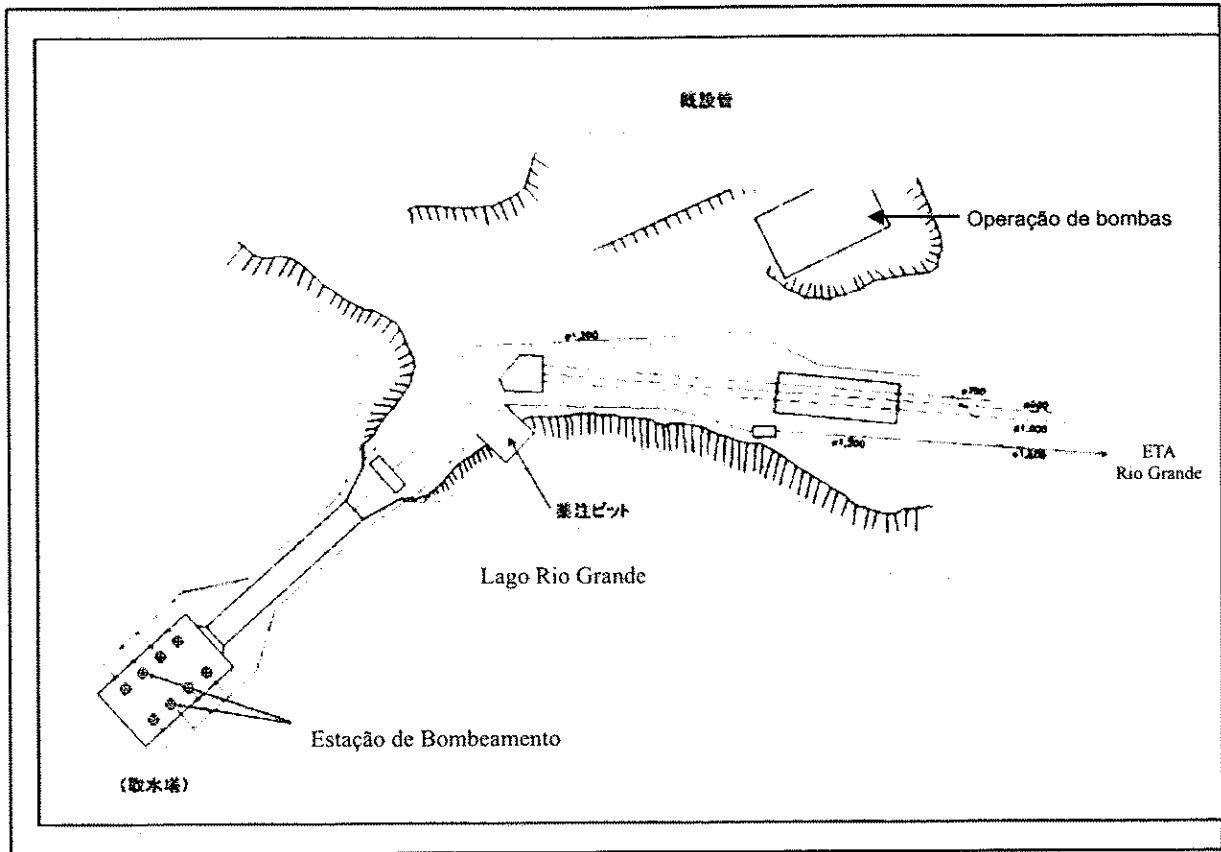 既設管
Operação de bombas
ø1,200
ø700
ø1,500
ETA
Rio Grande
薬注ピット
Lago Rio Grande
Estação de Bombeamento
(取水塔)